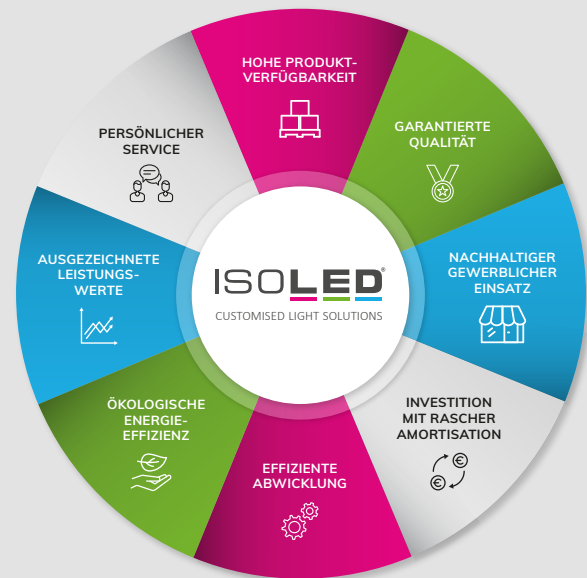 HOHE PRODUKT-
VERFÜGBARKEIT
GARANTIERTE
QUALITÄT
NACHHALTIGER
GEWERBLICHER
EINSATZ
INVESTITION
MIT RASCHER
AMORTISATION
EFFIZIENTE
ABWICKLUNG
ÖKOLOGISCHE
ENERGIE-
EFFIZIENZ
AUSGEZEICHNETE
LEISTUNGS-
WERTE
PERSÖNLICHER
SERVICE
ISOLED®
CUSTOMISED LIGHT SOLUTIONS